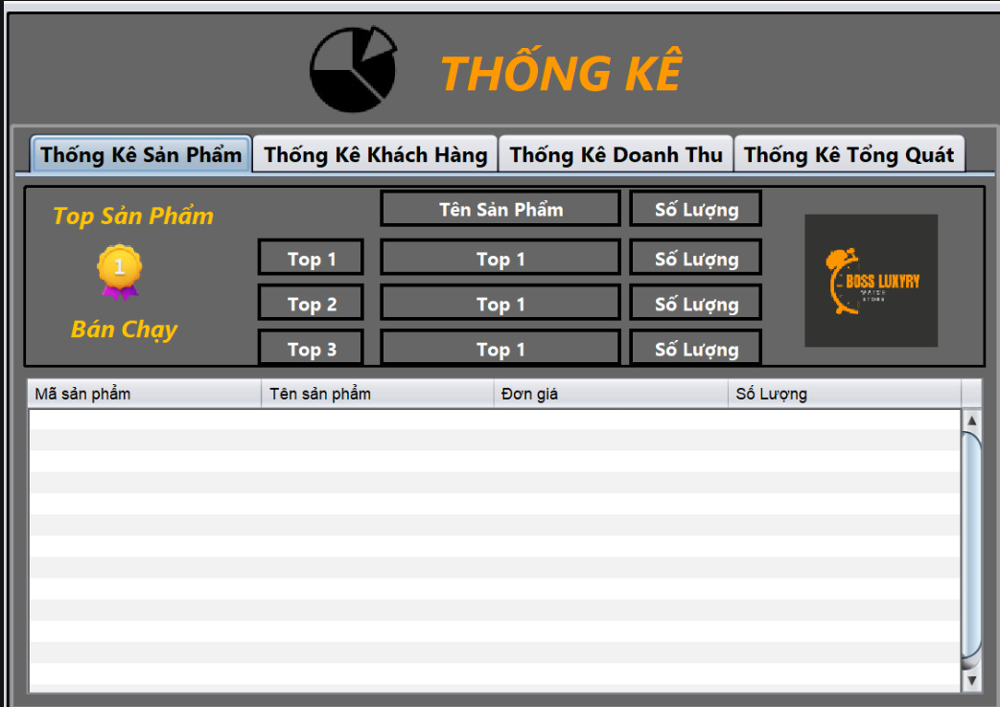 THỐNG KÊ
Thống Kê Sản Phẩm Thống Kê Khách Hàng Thống Kê Doanh Thu Thống Kê Tổng Quát
Top Sản Phẩm
1
Bán Chạy
Tên Sản Phẩm Số Lượng
Top 1 Top 1 Số Lượng
Top 2 Top 1 Số Lượng
Top 3 Top 1 Số Lượng
BOSS LUXYRY
Mã sản phẩm Tên sản phẩm Đơn giá Số Lượng